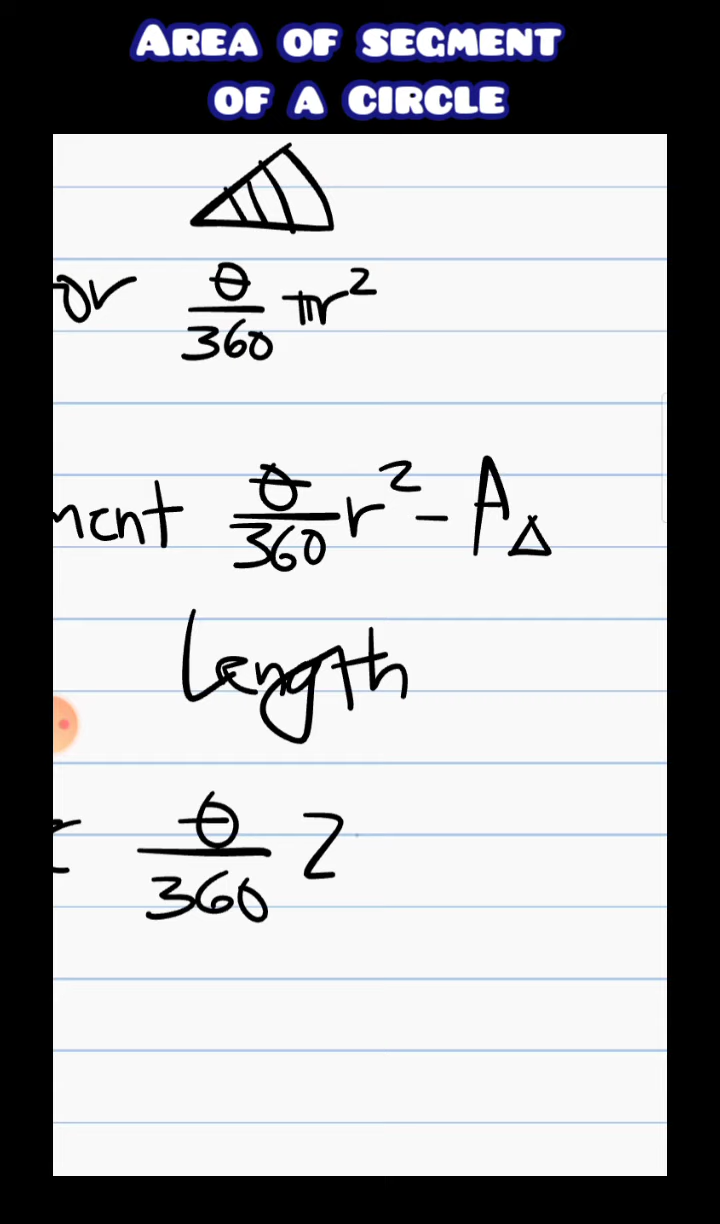 AREA OF SEGMENT
OF A CIRCLE
or θ/360 πr²
ment θ/360 r² - A△
Length
θ/360 2